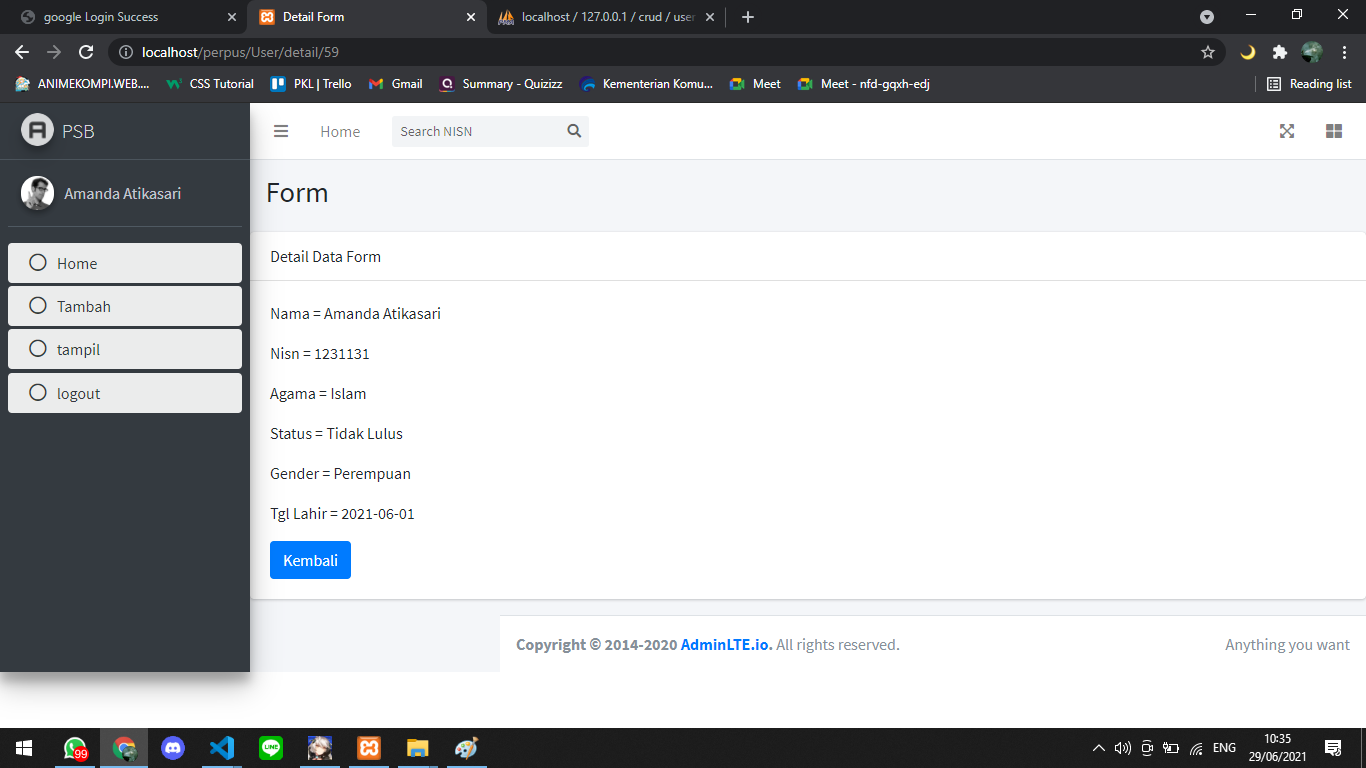 google Login Success
Detail Form
localhost / 127.0.0.1 / crud / user
localhost/perpus/User/detail/59
ANIMEKOMPI.WEB....
CSS Tutorial
PKL | Trello
Gmail
Summary - Quizizz
Kementerian Komu...
Meet
Meet - nfd-gqxh-edj
Reading list
PSB
Home
Search NISN
Amanda Atikasari
Form
Home
Tambah
tampil
logout
Detail Data Form
Nama = Amanda Atikasari
Nisn = 1231131
Agama = Islam
Status = Tidak Lulus
Gender = Perempuan
Tgl Lahir = 2021-06-01
Kembali
Copyright © 2014-2020 AdminLTE.io. All rights reserved.
Anything you want
99
LINE
ENG
10:35
29/06/2021